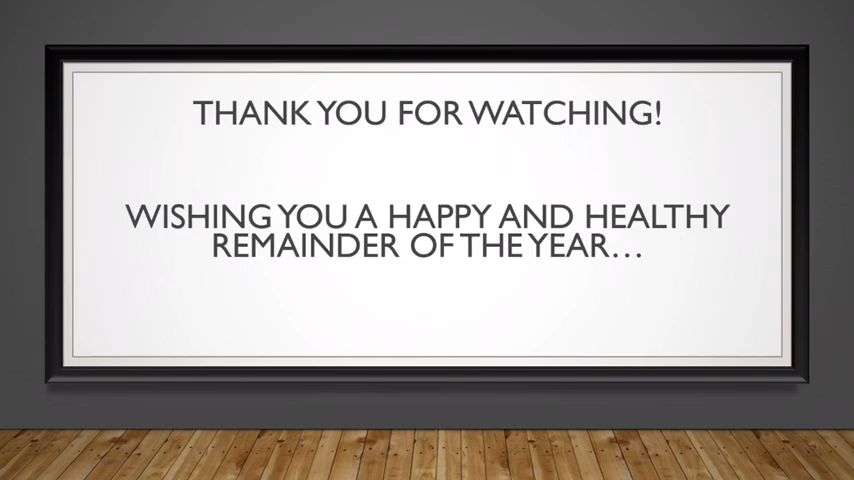 THANK YOU FOR WATCHING!
WISHING YOU A HAPPY AND HEALTHY
REMAINDER OF THE YEAR...